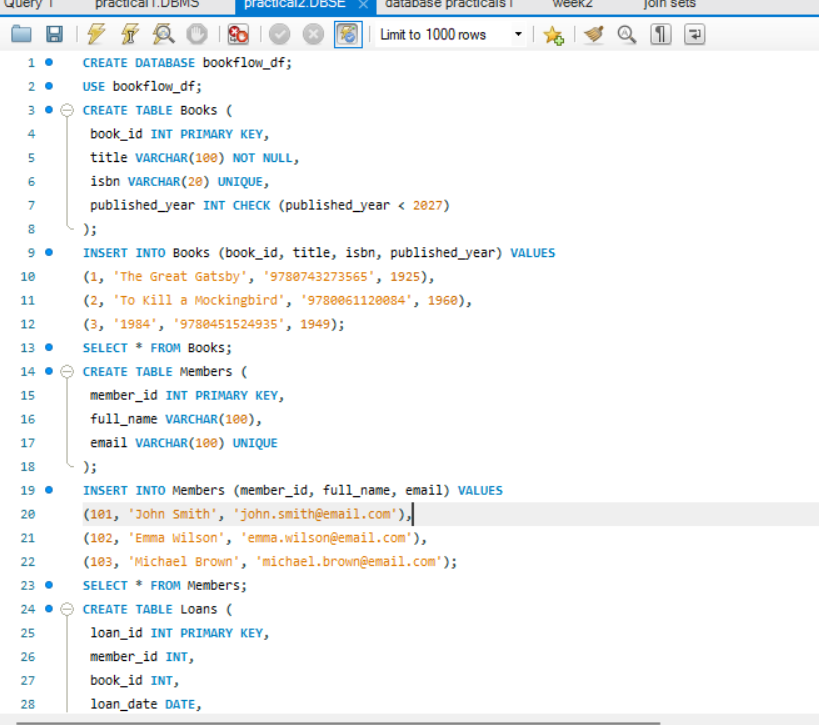 Query 1 practical1.DBMS practical2.DBSE database practicals1 week2 join sets
Limit to 1000 rows
1 CREATE DATABASE bookflow_df;
2 USE bookflow_df;
3 CREATE TABLE Books (
4 book_id INT PRIMARY KEY,
5 title VARCHAR(100) NOT NULL,
6 isbn VARCHAR(20) UNIQUE,
7 published_year INT CHECK (published_year < 2027)
8 );
9 INSERT INTO Books (book_id, title, isbn, published_year) VALUES
10 (1, 'The Great Gatsby', '9780743273565', 1925),
11 (2, 'To Kill a Mockingbird', '9780061120084', 1960),
12 (3, '1984', '9780451524935', 1949);
13 SELECT * FROM Books;
14 CREATE TABLE Members (
15 member_id INT PRIMARY KEY,
16 full_name VARCHAR(100),
17 email VARCHAR(100) UNIQUE
18 );
19 INSERT INTO Members (member_id, full_name, email) VALUES
20 (101, 'John Smith', 'john.smith@email.com'),
21 (102, 'Emma Wilson', 'emma.wilson@email.com'),
22 (103, 'Michael Brown', 'michael.brown@email.com');
23 SELECT * FROM Members;
24 CREATE TABLE Loans (
25 loan_id INT PRIMARY KEY,
26 member_id INT,
27 book_id INT,
28 loan_date DATE,